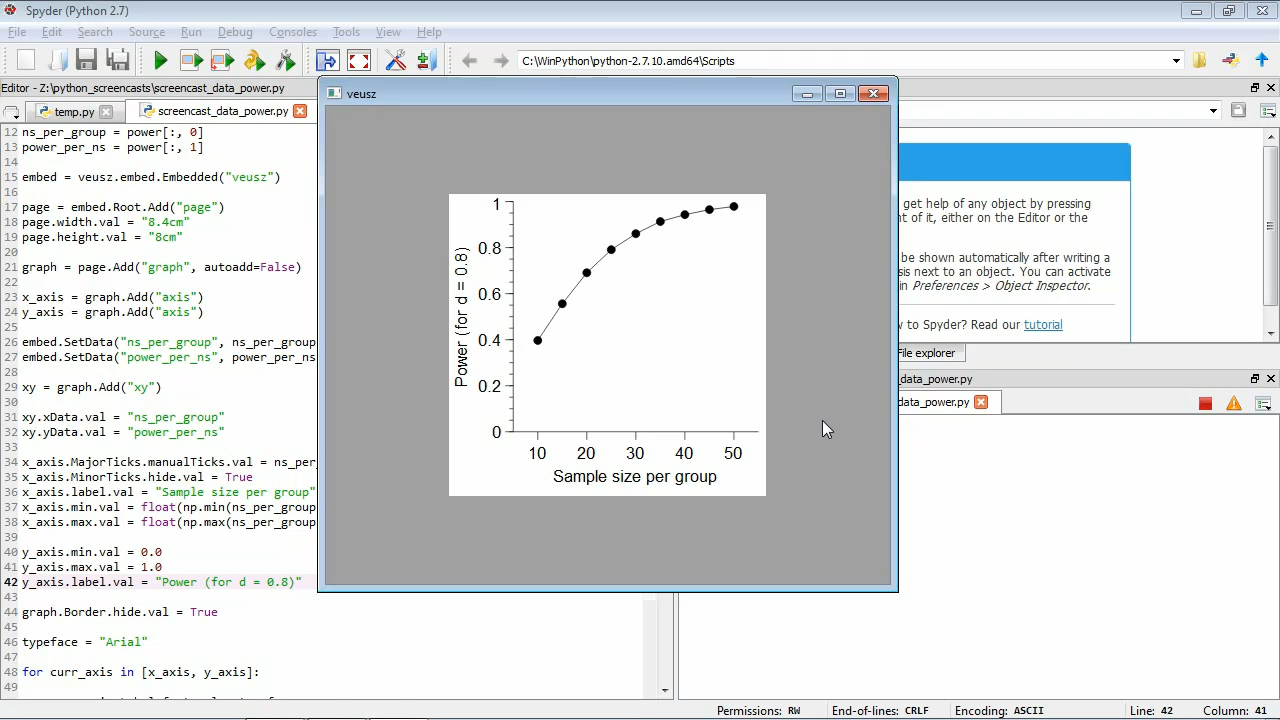 Spyder (Python 2.7)
File Edit Search Source Run Debug Consoles Tools View Help
C:\WinPython\python-2.7.10.amd64\Scripts
Editor - Z:\python_screencasts\screencast_data_power.py
temp.py screencast_data_power.py
12 ns_per_group = power[:, 0]
13 power_per_ns = power[:, 1]
14
15 embed = veusz.embed.Embedded("veusz")
16
17 page = embed.Root.Add("page")
18 page.width.val = "8.4cm"
19 page.height.val = "8cm"
20
21 graph = page.Add("graph", autoadd=False)
22
23 x_axis = graph.Add("axis")
24 y_axis = graph.Add("axis")
25
26 embed.SetData("ns_per_group", ns_per_group
27 embed.SetData("power_per_ns", power_per_ns
28
29 xy = graph.Add("xy")
30
31 xy.xData.val = "ns_per_group"
32 xy.yData.val = "power_per_ns"
33
34 x_axis.MajorTicks.manualTicks.val = ns_per_
35 x_axis.MinorTicks.hide.val = True
36 x_axis.label.val = "Sample size per group"
37 x_axis.min.val = float(np.min(ns_per_group
38 x_axis.max.val = float(np.max(ns_per_group
39
40 y_axis.min.val = 0.0
41 y_axis.max.val = 1.0
42 y_axis.label.val = "Power (for d = 0.8)"
43
44 graph.Border.hide.val = True
45
46 typeface = "Arial"
47
48 for curr_axis in [x_axis, y_axis]:
49
veusz
1
0.8
0.6
0.4
0.2
0
Power (for d = 0.8)
10 20 30 40 50
Sample size per group
get help of any object by pressing
nt of it, either on the Editor or the
be shown automatically after writing a
sis next to an object. You can activate
in Preferences > Object Inspector.
to Spyder? Read our tutorial
File explorer
_data_power.py
data_power.py
Permissions: RW End-of-lines: CRLF Encoding: ASCII Line: 42 Column: 41